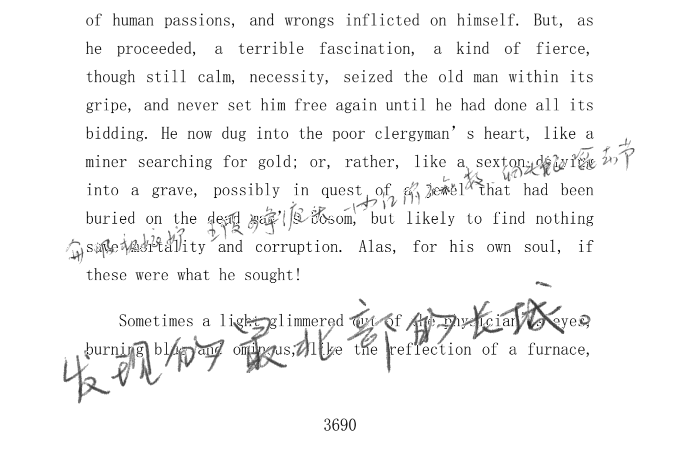 of human passions, and wrongs inflicted on himself. But, as
he proceeded, a terrible fascination, a kind of fierce,
though still calm, necessity, seized the old man within its
gripe, and never set him free again until he had done all its
bidding. He now dug into the poor clergyman's heart, like a
miner searching for gold; or, rather, like a sexton delving
into a grave, possibly in quest of a jewel that had been
buried on the dead man's bosom, but likely to find nothing
save mortality and corruption. Alas, for his own soul, if
these were what he sought!
Sometimes a light glimmered out of the physician's eyes,
burning blue and ominous, like the reflection of a furnace,
发现的最北部的长城。
3690